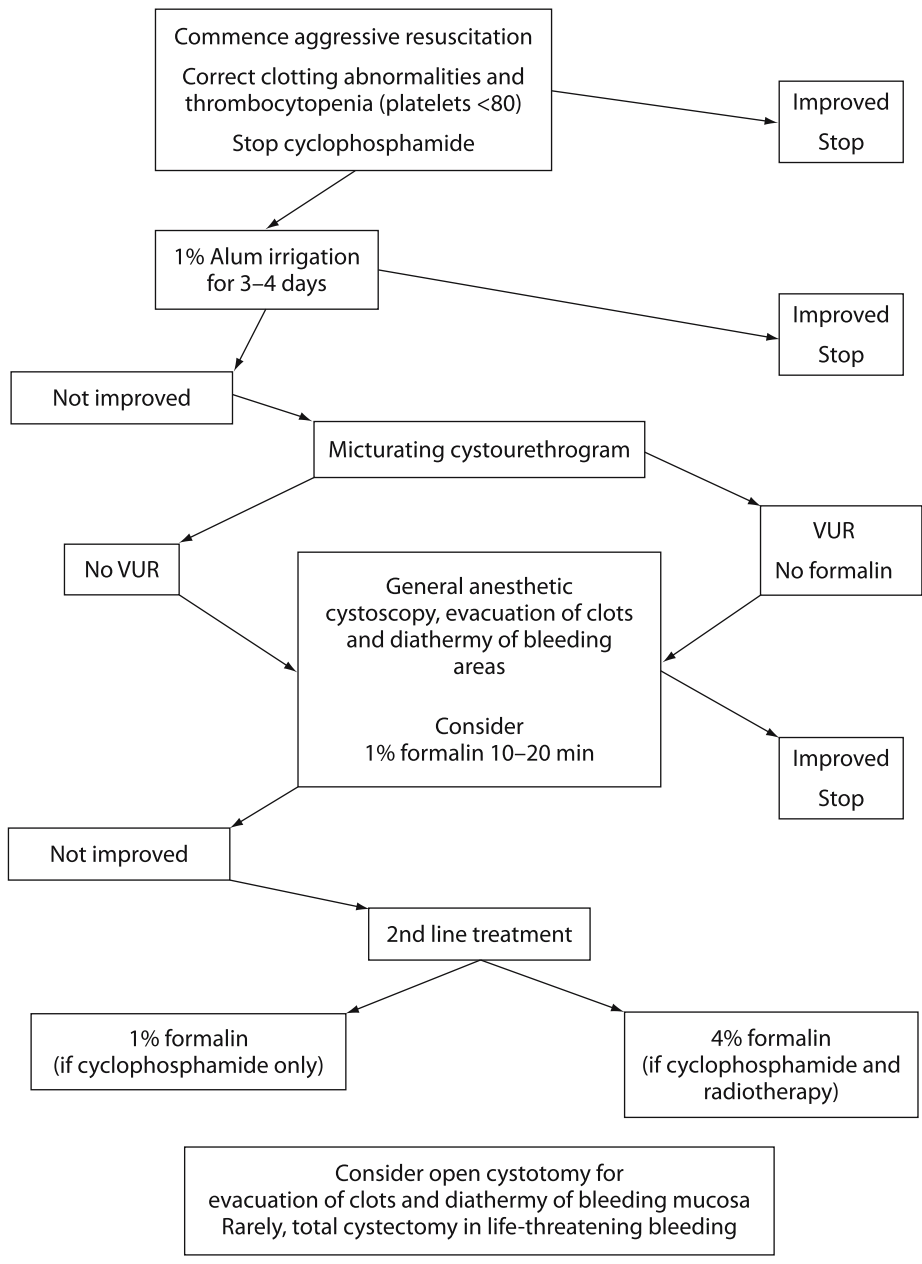 Commence aggressive resuscitation
Correct clotting abnormalities and
thrombocytopenia (platelets <80)
Stop cyclophosphamide
Improved
Stop
1% Alum irrigation
for 3–4 days
Improved
Stop
Not improved
Micturating cystourethrogram
No VUR
VUR
No formalin
General anesthetic
cystoscopy, evacuation of clots
and diathermy of bleeding
areas
Consider
1% formalin 10–20 min
Improved
Stop
Not improved
2nd line treatment
1% formalin
(if cyclophosphamide only)
4% formalin
(if cyclophosphamide and
radiotherapy)
Consider open cystotomy for
evacuation of clots and diathermy of bleeding mucosa
Rarely, total cystectomy in life-threatening bleeding